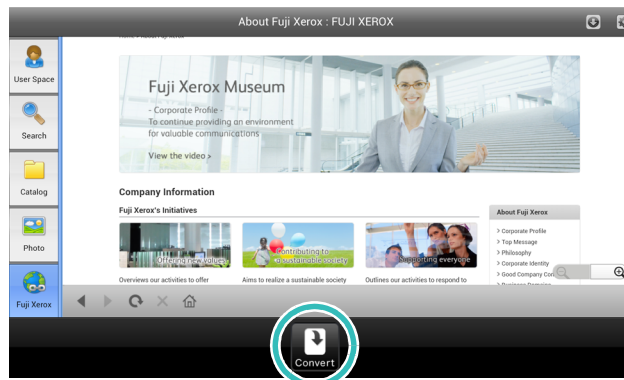 About Fuji Xerox : FUJI XEROX
User Space
Search
Catalog
Photo
Fuji Xerox
Fuji Xerox Museum
- Corporate Profile -
To continue providing an environment
for valuable communications
View the video >
Company Information
Fuji Xerox's Initiatives
Offering new values
Contributing to
a sustainable society
Supporting everyone
Overviews our activities to offer
Aims to realize a sustainable society
Outlines our activities to respond to
About Fuji Xerox
> Corporate Profile
> Top Message
> Philosophy
> Corporate Identity
> Good Company
Convert